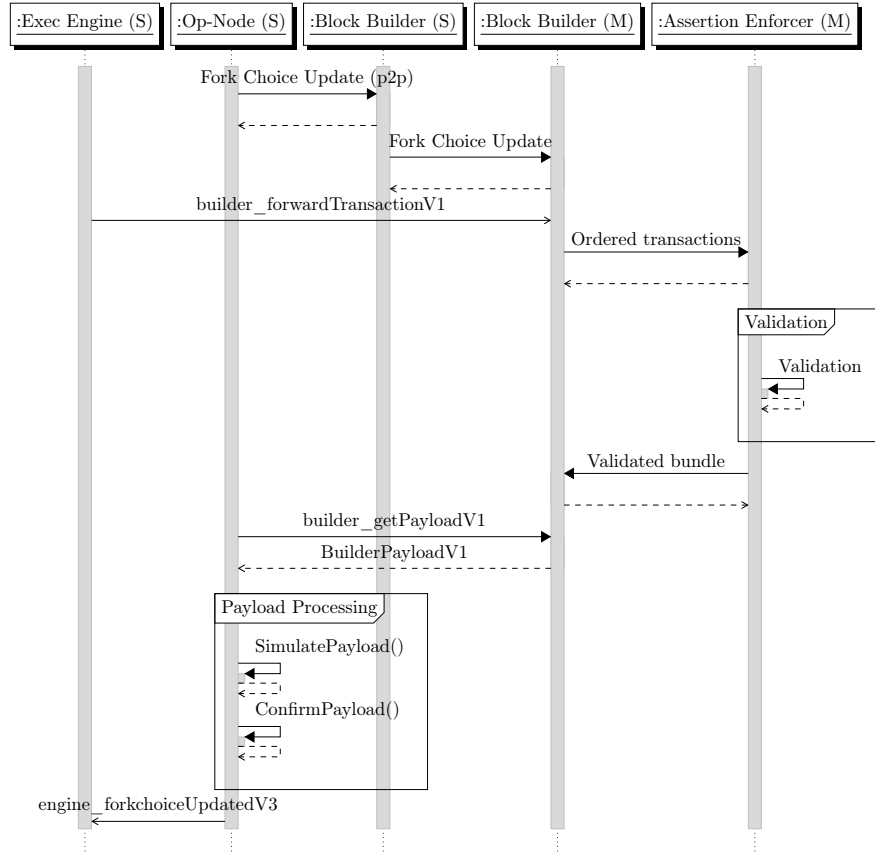 :Exec Engine (S)
:Op-Node (S)
:Block Builder (S)
:Block Builder (M)
:Assertion Enforcer (M)
Fork Choice Update (p2p)
Fork Choice Update
builder_forwardTransactionV1
Ordered transactions
Validation
Validation
Validated bundle
builder_getPayloadV1
BuilderPayloadV1
Payload Processing
SimulatePayload()
ConfirmPayload()
engine_forkchoiceUpdatedV3